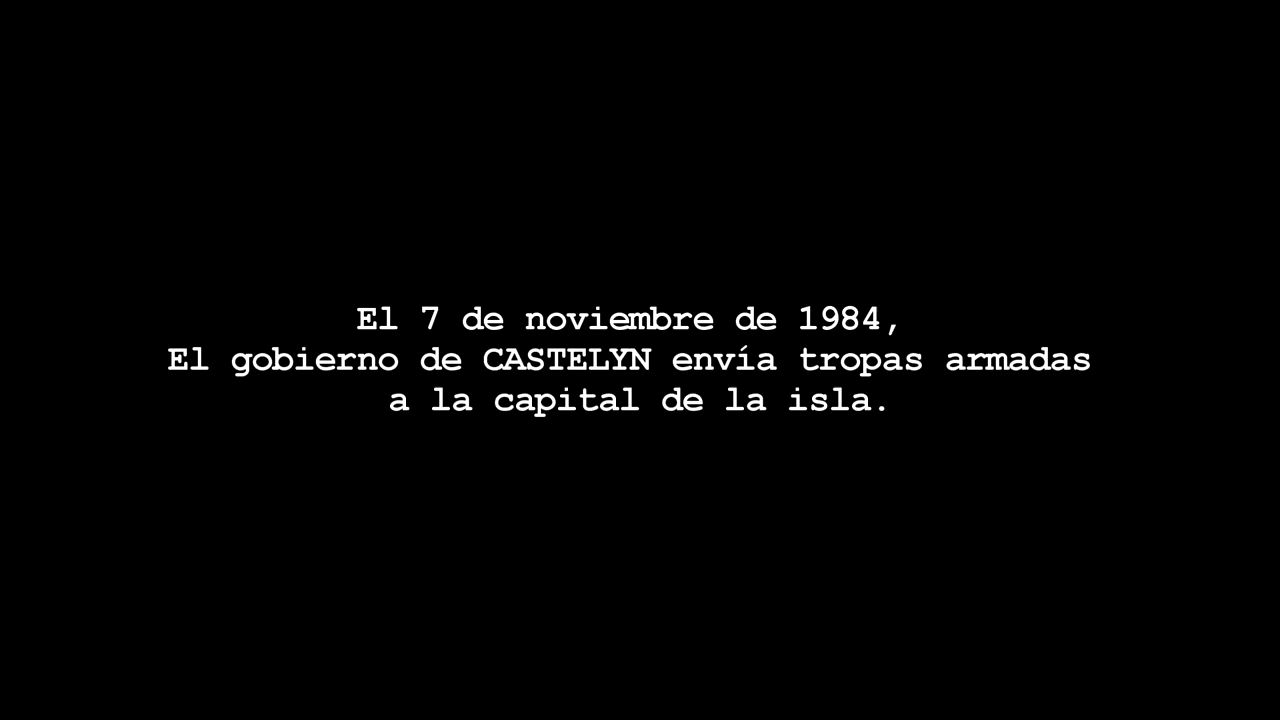 El 7 de noviembre de 1984,
El gobierno de CASTELYN envía tropas armadas
a la capital de la isla.